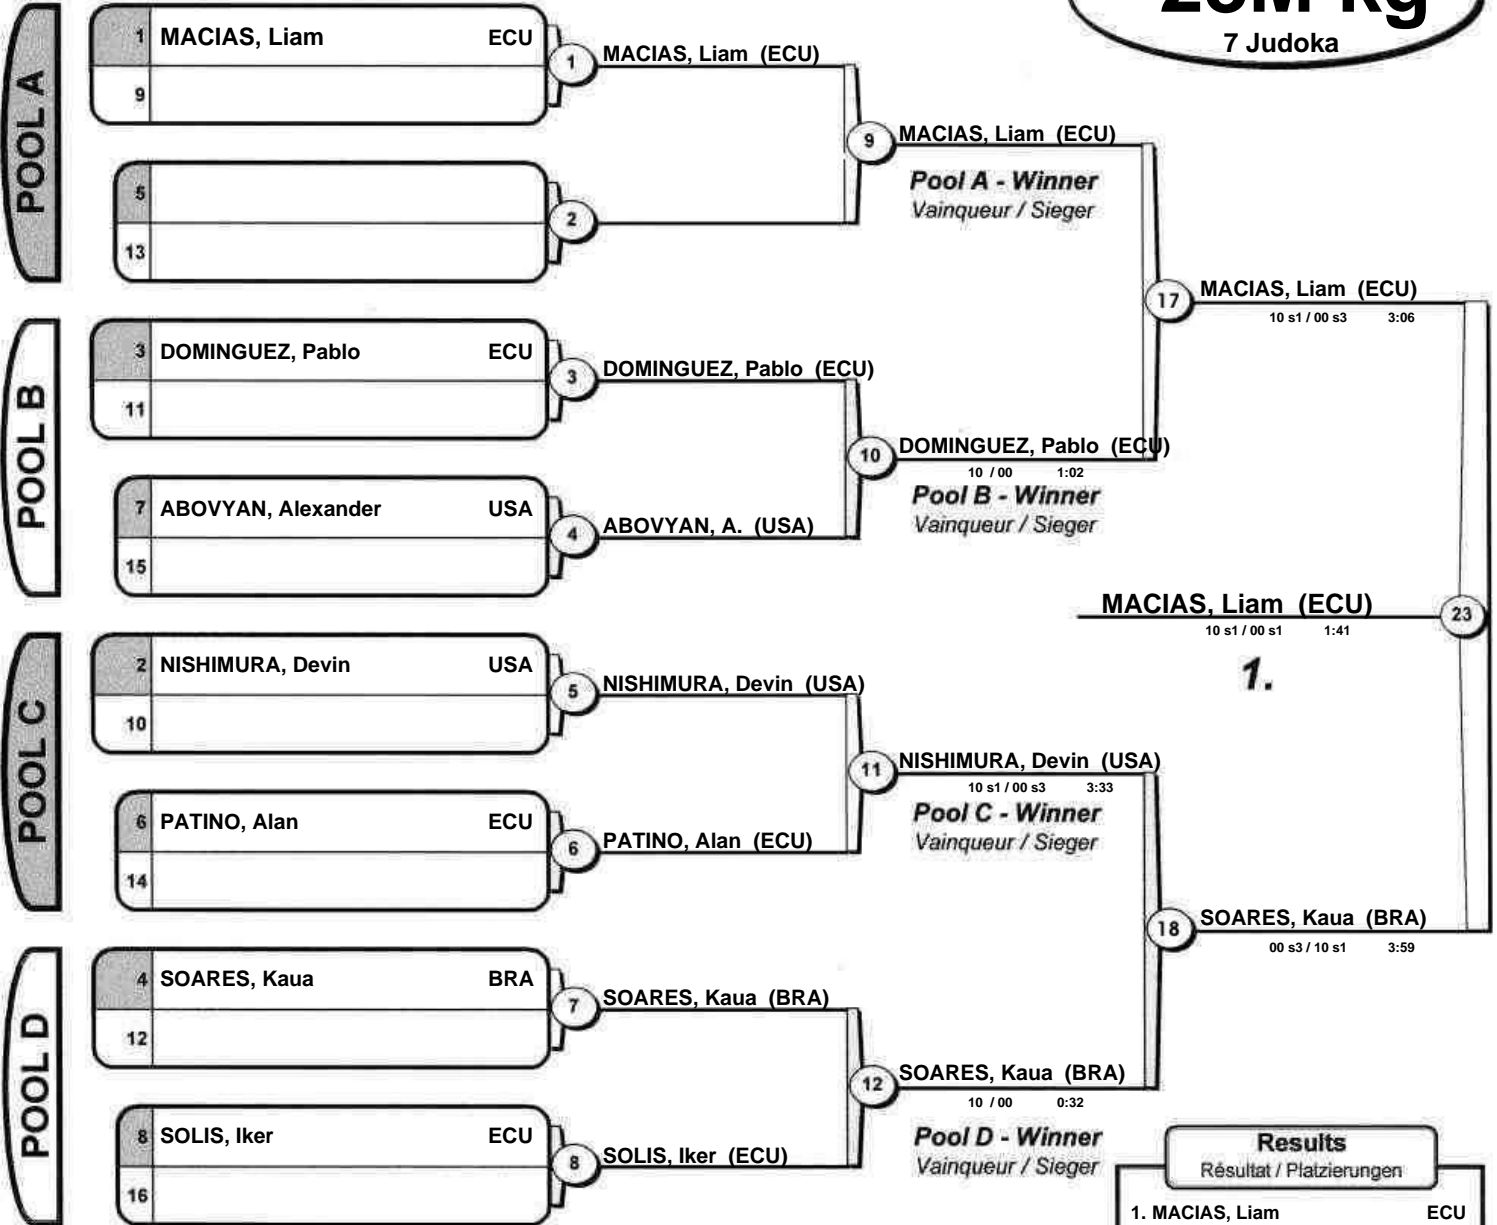 7 Judoka
POOL A
1 MACIAS, Liam ECU
9
1
MACIAS, Liam (ECU)
5
13
2
9
MACIAS, Liam (ECU)
Pool A - Winner
Vainqueur / Sieger
POOL B
3 DOMINGUEZ, Pablo ECU
11
3
DOMINGUEZ, Pablo (ECU)
7 ABOVYAN, Alexander USA
15
4
ABOVYAN, A. (USA)
10
DOMINGUEZ, Pablo (ECU)
10 / 00 1:02
Pool B - Winner
Vainqueur / Sieger
17
MACIAS, Liam (ECU)
10 s1 / 00 s3 3:06
MACIAS, Liam (ECU)
10 s1 / 00 s1 1:41
23
1.
POOL C
2 NISHIMURA, Devin USA
10
5
NISHIMURA, Devin (USA)
6 PATINO, Alan ECU
14
6
PATINO, Alan (ECU)
11
NISHIMURA, Devin (USA)
10 s1 / 00 s3 3:33
Pool C - Winner
Vainqueur / Sieger
18
SOARES, Kaua (BRA)
00 s3 / 10 s1 3:59
POOL D
4 SOARES, Kaua BRA
12
7
SOARES, Kaua (BRA)
8 SOLIS, Iker ECU
16
8
SOLIS, Iker (ECU)
12
SOARES, Kaua (BRA)
10 / 00 0:32
Pool D - Winner
Vainqueur / Sieger
Results
Résultat / Platzierungen
1. MACIAS, Liam ECU